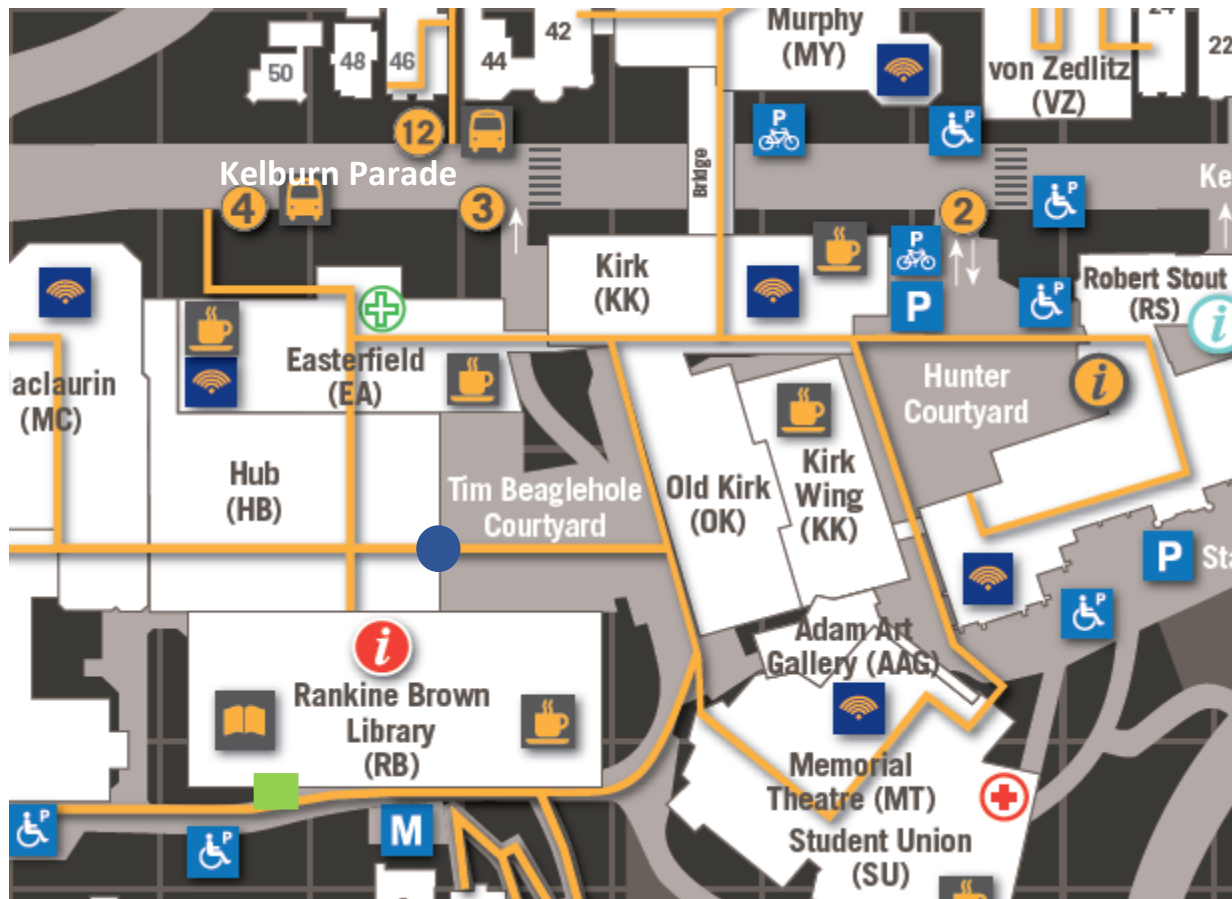 42
24
Murphy
(MY)
22
50
48
46
44
von Zedlitz
(VZ)
12
P
P
Bridge
Kelburn Parade
Ke
P
4
3
2
P
Kirk
(KK)
P
P
Robert Stout
(RS)
i
aclaurin
(MC)
Easterfield
(EA)
Hunter
Courtyard
i
Hub
(HB)
Tim Beaglehole
Courtyard
Old Kirk
(OK)
Kirk
Wing
(KK)
P
Sta
P
i
Adam Art
Gallery (AAG)
Rankine Brown
Library
(RB)
Memorial
Theatre (MT)
P
P
M
Student Union
(SU)